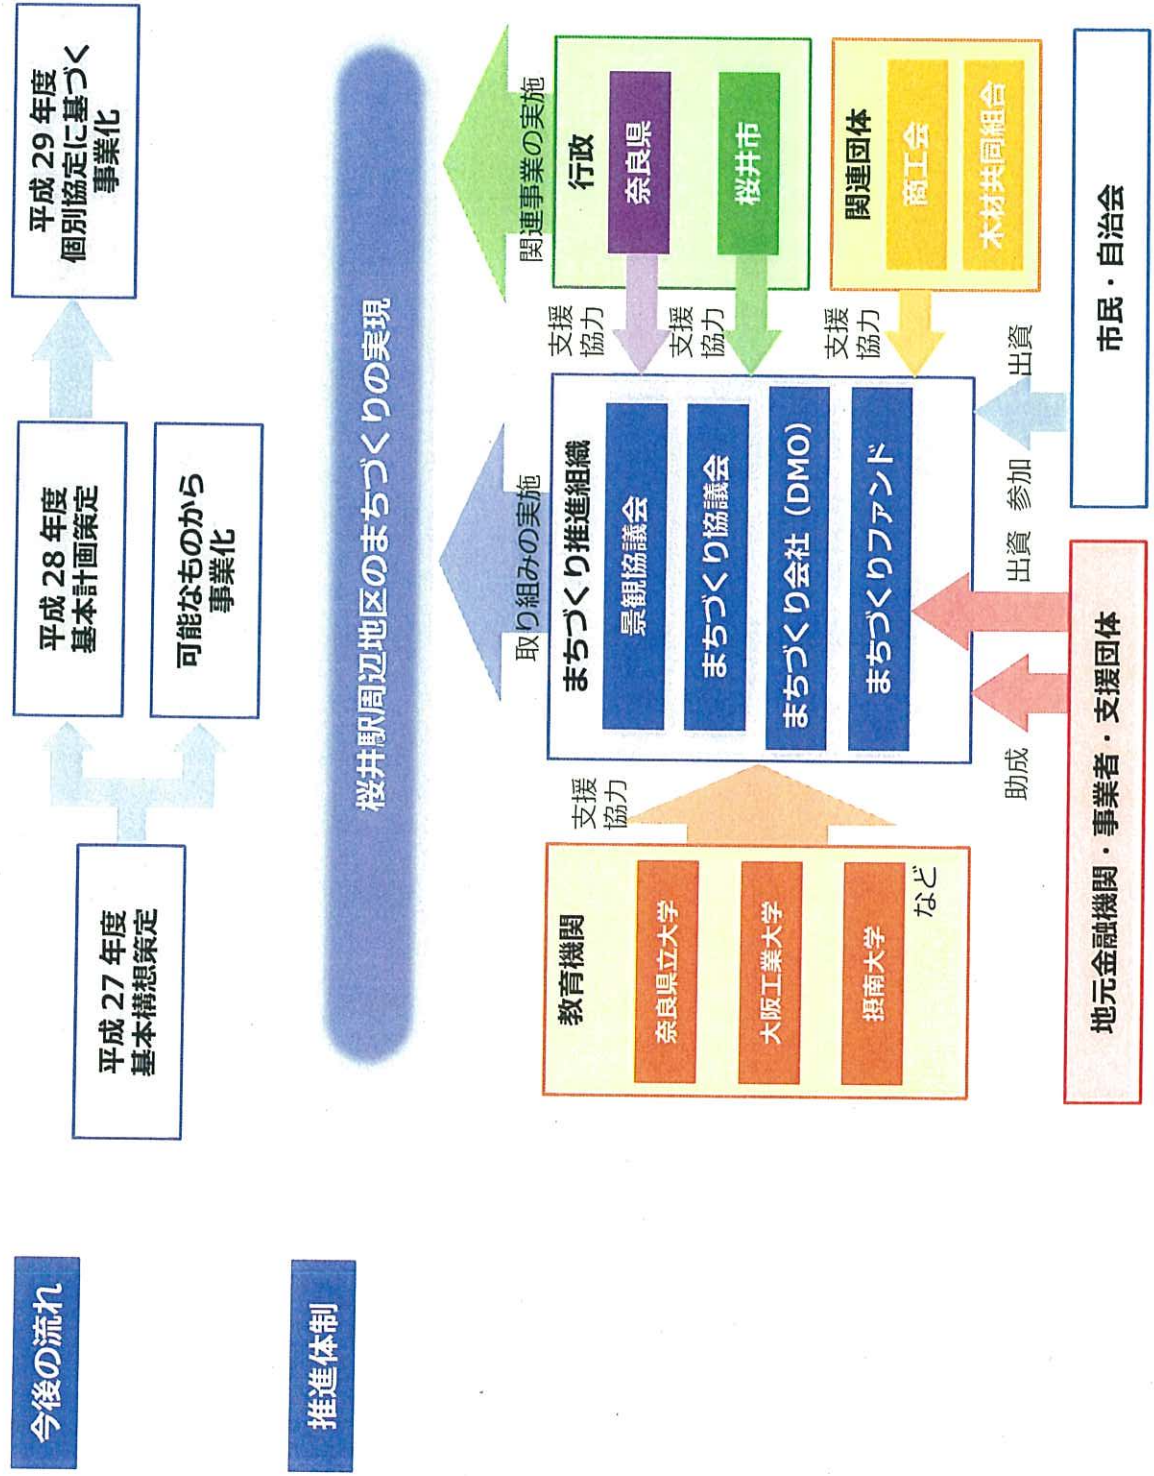 今後の流れ
平成 27 年度
基本構想策定
平成 28 年度
基本計画策定
可能なものから
事業化
平成 29 年度
個別協定に基づく
事業化
推進体制
桜井駅周辺地区のまちづくりの実現
取り組みの実施
関連事業の実施
教育機関
奈良県立大学
大阪工業大学
摂南大学
など
支援
協力
まちづくり推進組織
景観協議会
まちづくり協議会
まちづくり会社（DMO）
まちづくりファンド
支援
協力
支援
協力
支援
協力
行政
奈良県
桜井市
関連団体
商工会
木材共同組合
助成
出資
参加
出資
地元金融機関・事業者・支援団体
市民・自治会